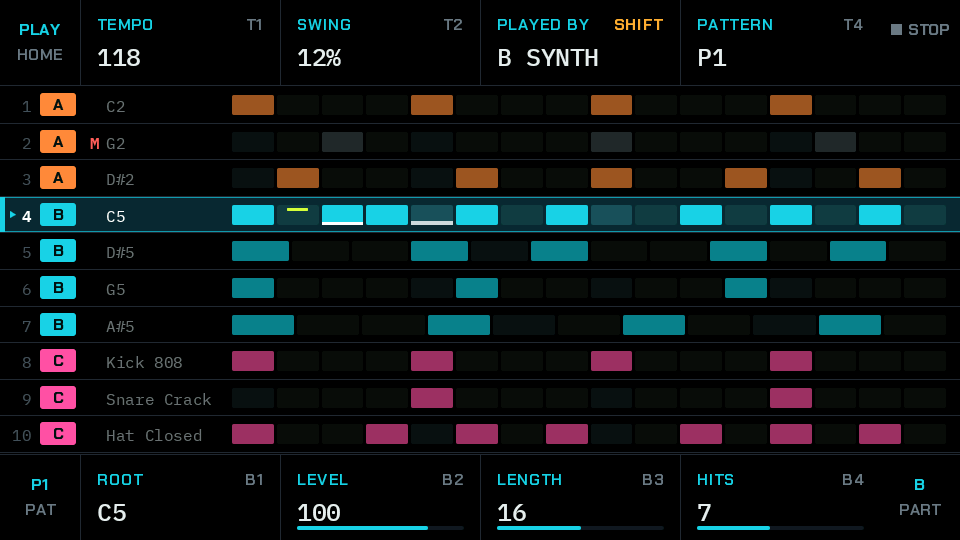 PLAY
HOME
TEMPO T1
118
SWING T2
12%
PLAYED BY SHIFT
B SYNTH
PATTERN T4
P1
STOP
1 A C2
2 A M G2
3 A D#2
4 B C5
5 B D#5
6 B G5
7 B A#5
8 C Kick 808
9 C Snare Crack
10 C Hat Closed
P1
PAT
ROOT B1
C5
LEVEL B2
100
LENGTH B3
16
HITS B4
7
B
PART